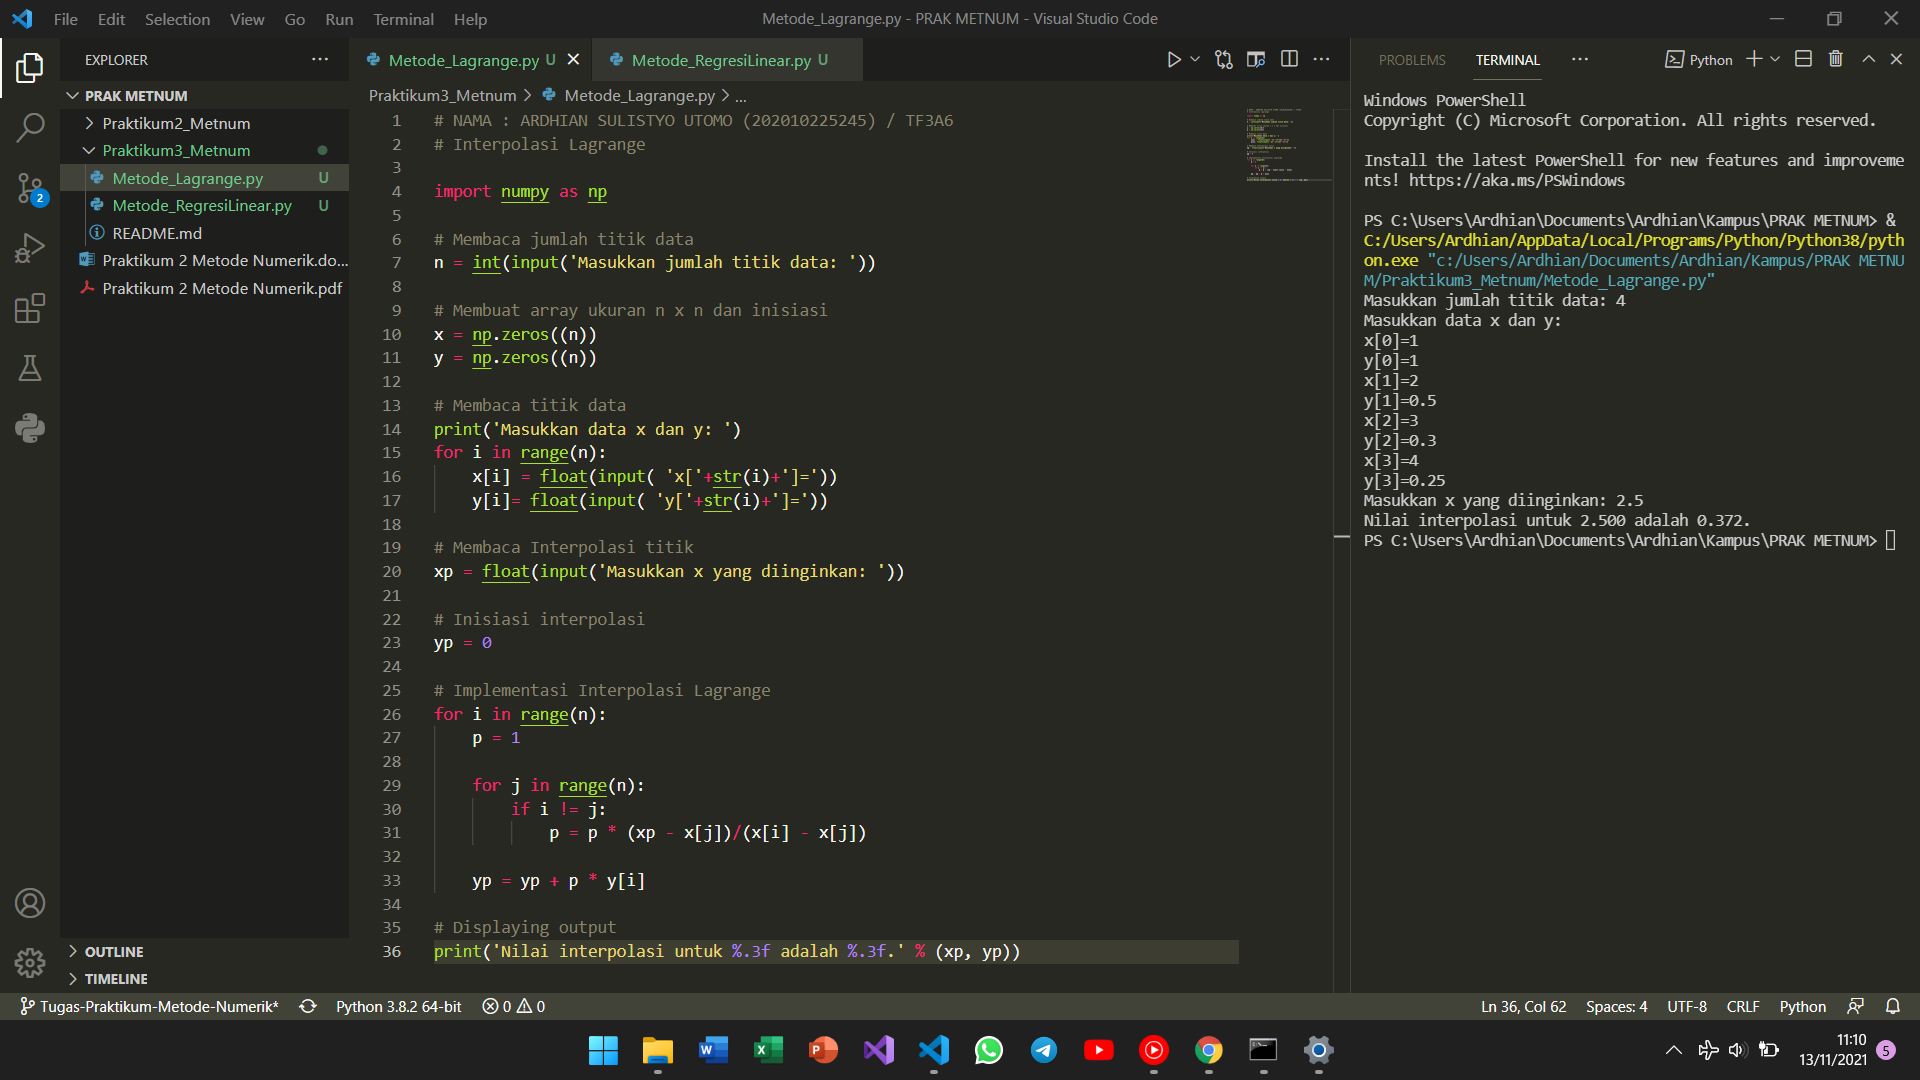 File Edit Selection View Go Run Terminal Help
Metode_Lagrange.py - PRAK METNUM - Visual Studio Code
EXPLORER
PRAK METNUM
Praktikum2_Metnum
Praktikum3_Metnum
Metode_Lagrange.py U
Metode_RegresiLinear.py U
README.md
Praktikum 2 Metode Numerik.do...
Praktikum 2 Metode Numerik.pdf
OUTLINE
TIMELINE
2
Metode_Lagrange.py U
Metode_RegresiLinear.py U
Praktikum3_Metnum > Metode_Lagrange.py > ...
1 # NAMA : ARDHIAN SULISTYO UTOMO (202010225245) / TF3A6
2 # Interpolasi Lagrange
3
4 import numpy as np
5
6 # Membaca jumlah titik data
7 n = int(input('Masukkan jumlah titik data: '))
8
9 # Membuat array ukuran n x n dan inisiasi
10 x = np.zeros((n))
11 y = np.zeros((n))
12
13 # Membaca titik data
14 print('Masukkan data x dan y: ')
15 for i in range(n):
16 x[i] = float(input( 'x['+str(i)+']='))
17 y[i]= float(input( 'y['+str(i)+']='))
18
19 # Membaca Interpolasi titik
20 xp = float(input('Masukkan x yang diinginkan: '))
21
22 # Inisiasi interpolasi
23 yp = 0
24
25 # Implementasi Interpolasi Lagrange
26 for i in range(n):
27 p = 1
28
29 for j in range(n):
30 if i != j:
31 p = p * (xp - x[j])/(x[i] - x[j])
32
33 yp = yp + p * y[i]
34
35 # Displaying output
36 print('Nilai interpolasi untuk %.3f adalah %.3f.' % (xp, yp))
PROBLEMS TERMINAL ... Python
Windows PowerShell
Copyright (C) Microsoft Corporation. All rights reserved.
Install the latest PowerShell for new features and improveme
nts! https://aka.ms/PSWindows
PS C:\Users\Ardhian\Documents\Ardhian\Kampus\PRAK METNUM> &
C:/Users/Ardhian/AppData/Local/Programs/Python/Python38/pyth
on.exe "c:/Users/Ardhian/Documents/Ardhian/Kampus/PRAK METNU
M/Praktikum3_Metnum/Metode_Lagrange.py"
Masukkan jumlah titik data: 4
Masukkan data x dan y:
x[0]=1
y[0]=1
x[1]=2
y[1]=0.5
x[2]=3
y[2]=0.3
x[3]=4
y[3]=0.25
Masukkan x yang diinginkan: 2.5
Nilai interpolasi untuk 2.500 adalah 0.372.
PS C:\Users\Ardhian\Documents\Ardhian\Kampus\PRAK METNUM>
Tugas-Praktikum-Metode-Numerik* Python 3.8.2 64-bit 0 0
Ln 36, Col 62 Spaces: 4 UTF-8 CRLF Python
11:10
13/11/2021
5